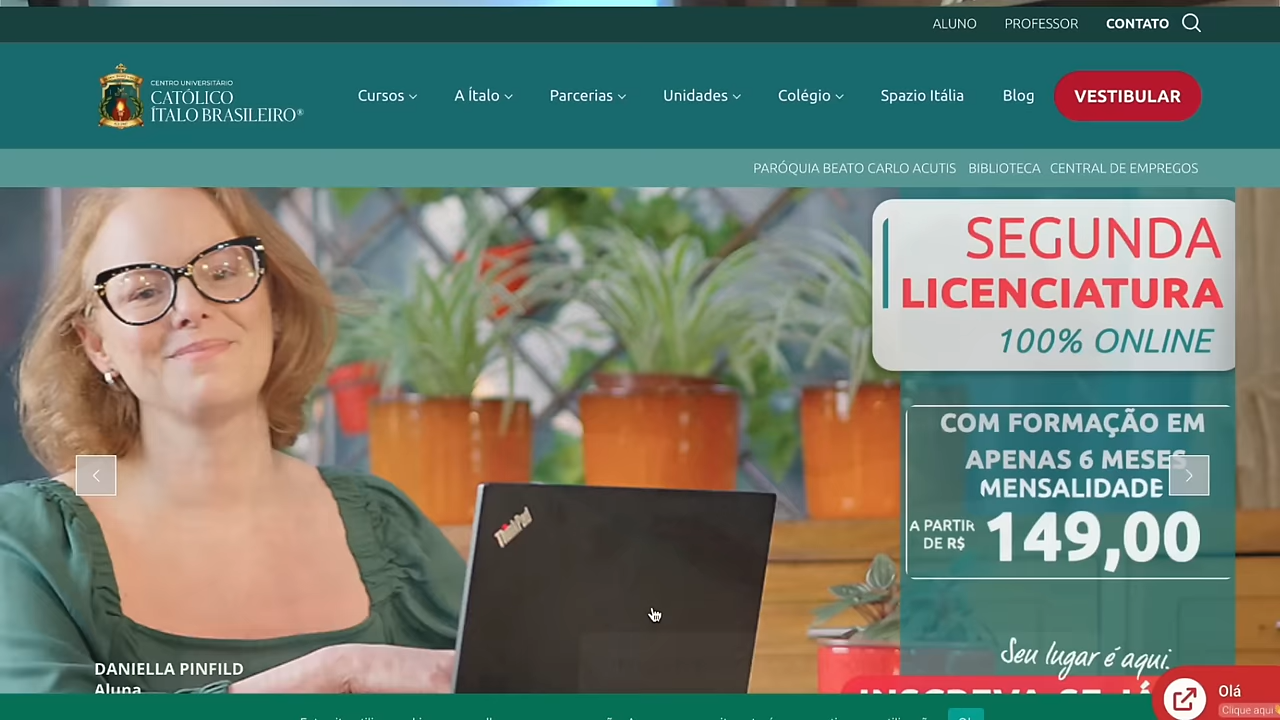 ALUNO PROFESSOR CONTATO
CENTRO UNIVERSITÁRIO
CATÓLICO
ÍTALO BRASILEIRO®
Cursos A Ítalo Parcerias Unidades Colégio Spazio Itália Blog VESTIBULAR
PARÓQUIA BEATO CARLO ACUTIS BIBLIOTECA CENTRAL DE EMPREGOS
SEGUNDA
LICENCIATURA
100% ONLINE
COM FORMAÇÃO EM
APENAS 6 MESES
MENSALIDADE
A PARTIR
DE R$
149,00
ThinkPad
Seu lugar é aqui.
DANIELLA PINFILD
Aluna
Olá
Clique aqui